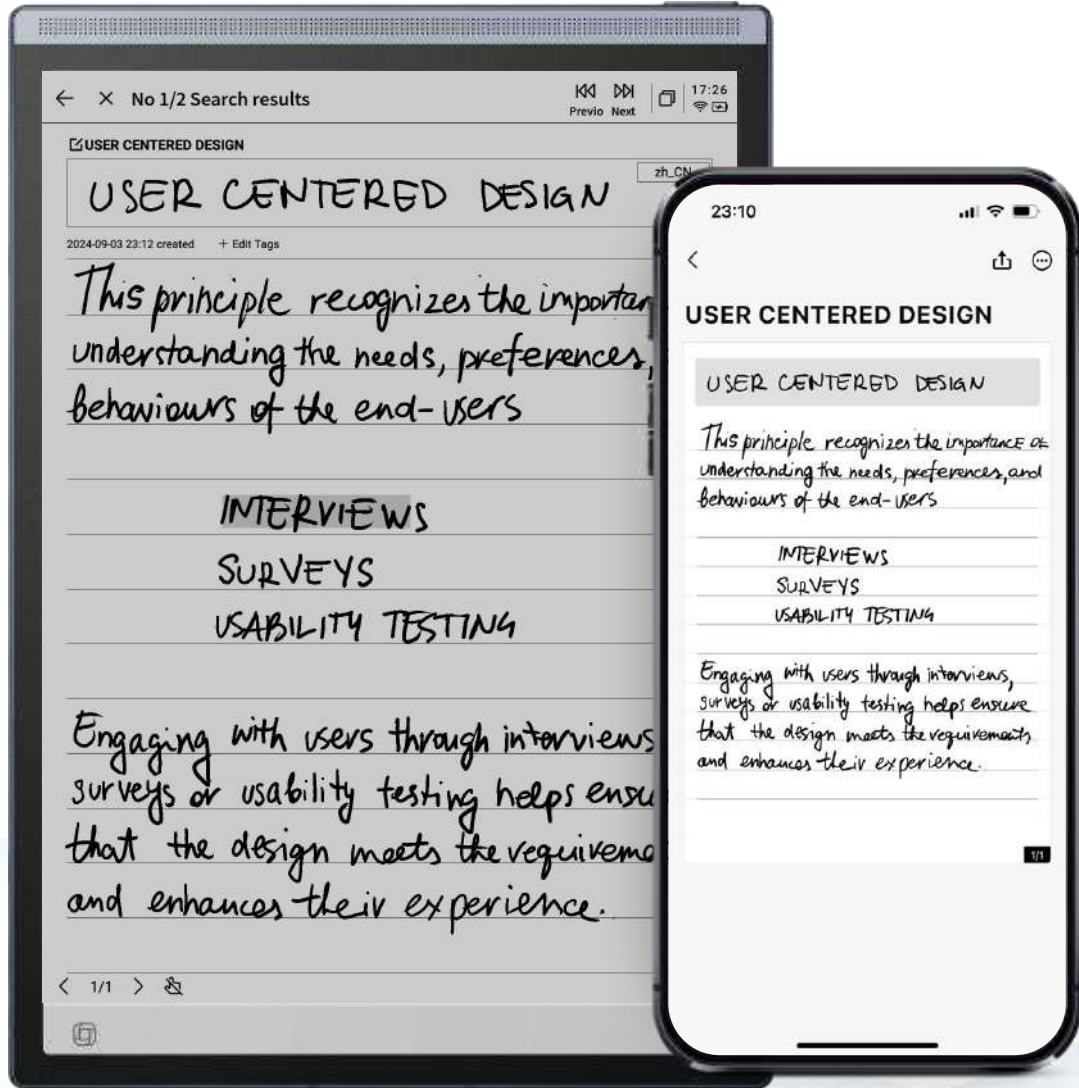 ← × No 1/2 Search results
Previo Next
17:26
USER CENTERED DESIGN
zh_CN
USER CENTERED DESIGN
2024-09-03 23:12 created + Edit Tags
This principle recognizes the importan
understanding the needs, preferences,
behaviours of the end-users
INTERVIEWS
SURVEYS
USABILITY TESTING
Engaging with users through interviews
surveys or usability testing helps ensu
that the design meets the requireme
and enhances their experience.
< 1/1 >
23:10
USER CENTERED DESIGN
USER CENTERED DESIGN
This principle recognizes the importance of
understanding the needs, preferences, and
behaviours of the end-users
INTERVIEWS
SURVEYS
USABILITY TESTING
Engaging with users through interviews,
surveys or usability testing helps ensure
that the design meets the requirements
and enhances their experience.
1/1